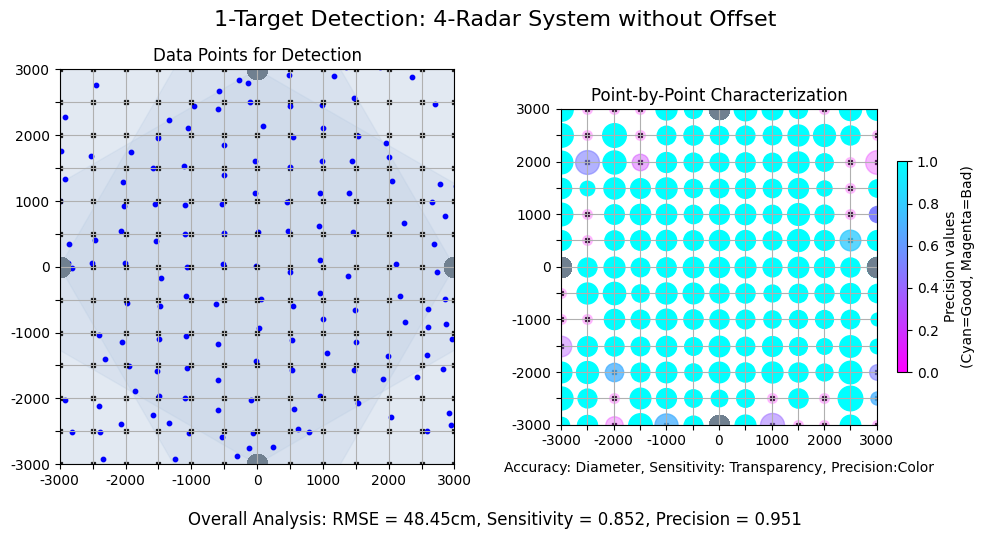 1-Target Detection: 4-Radar System without Offset
Data Points for Detection
3000
2000
1000
0
-1000
-2000
-3000
-3000 -2000 -1000 0 1000 2000 3000
Point-by-Point Characterization
3000
2000
1000
0
-1000
-2000
-3000
-3000 -2000 -1000 0 1000 2000 3000
1.0
0.8
0.6
0.4
0.2
0.0
Precision values
(Cyan=Good, Magenta=Bad)
Accuracy: Diameter, Sensitivity: Transparency, Precision:Color
Overall Analysis: RMSE = 48.45cm, Sensitivity = 0.852, Precision = 0.951